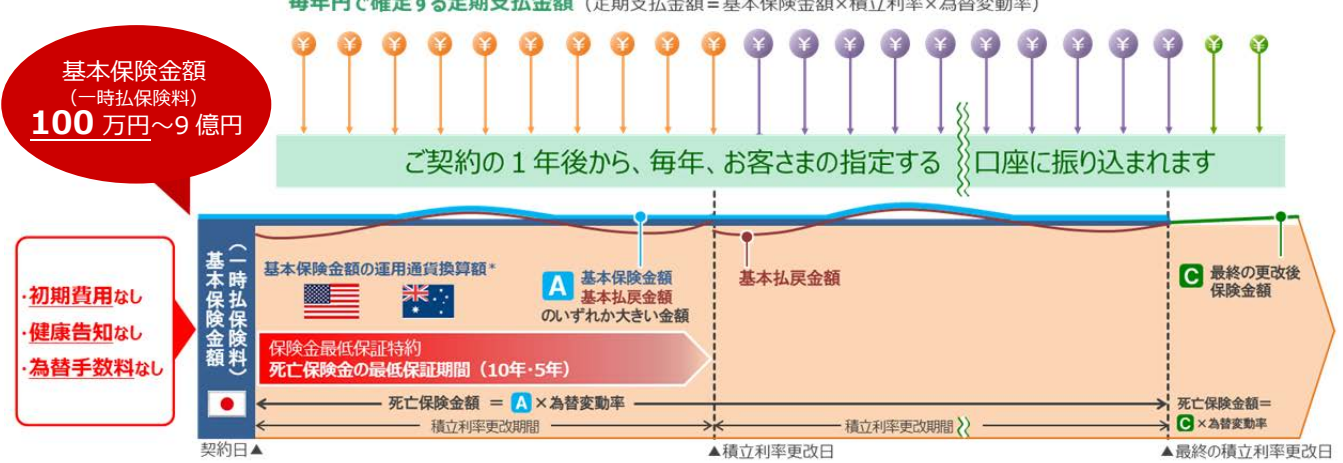 毎年円で確定する定期支払金額（定期支払金額＝基本保険金額×積立利率×為替変動率）
基本保険金額
（一時払保険料）
100万円～9億円
¥ ¥ ¥ ¥ ¥ ¥ ¥ ¥ ¥ ¥ ¥ ¥ ¥ ¥ ¥ ¥ ¥ ¥ ¥ ¥ ¥ ¥
ご契約の1年後から、毎年、お客さまの指定する 口座に振り込まれます
・初期費用なし
・健康告知なし
・為替手数料なし
基本保険金額
（一時払保険料）
基本保険金額の運用通貨換算額*
A 基本保険金額
基本払戻金額
のいずれか大きい金額
基本払戻金額
C 最終の更改後
保険金額
保険金最低保証特約
死亡保険金の最低保証期間（10年・5年）
死亡保険金額 ＝ A×為替変動率
死亡保険金額＝
C×為替変動率
積立利率更改期間
積立利率更改期間
契約日▲
▲積立利率更改日
▲最終の積立利率更改日